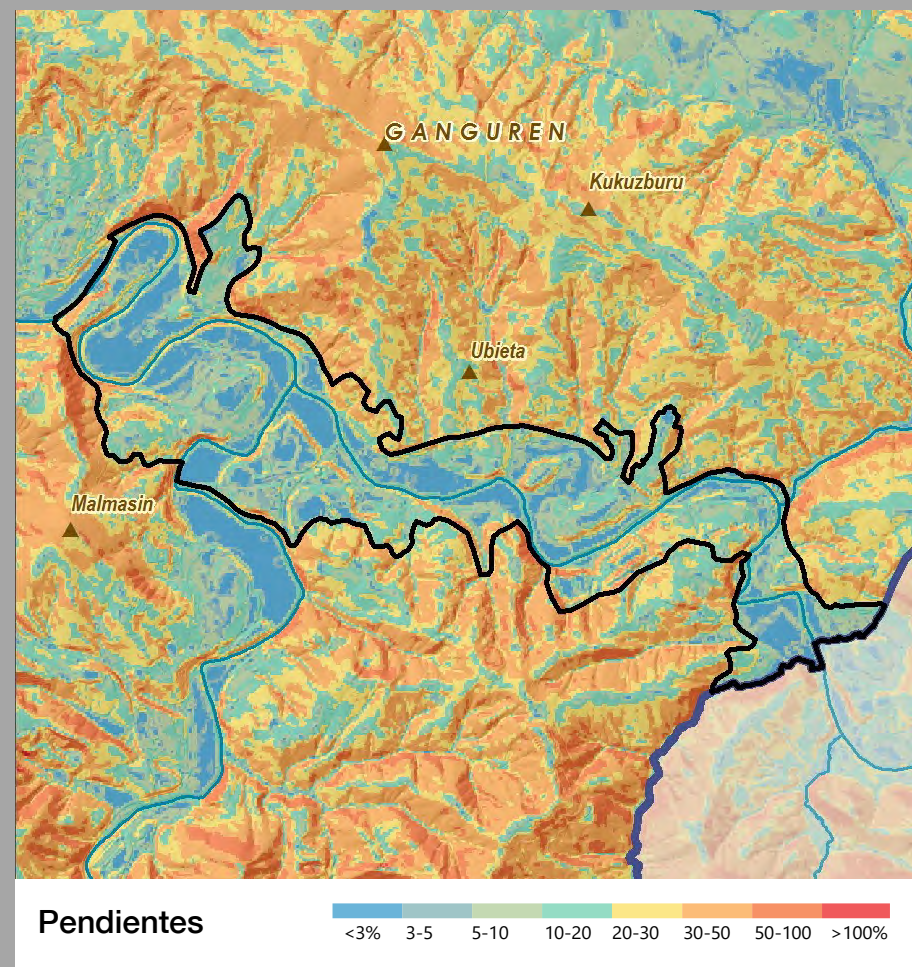 GANGUREN
Kukuzburu
Ubieta
Malmasin
Pendientes
<3% 3-5 5-10 10-20 20-30 30-50 50-100 >100%